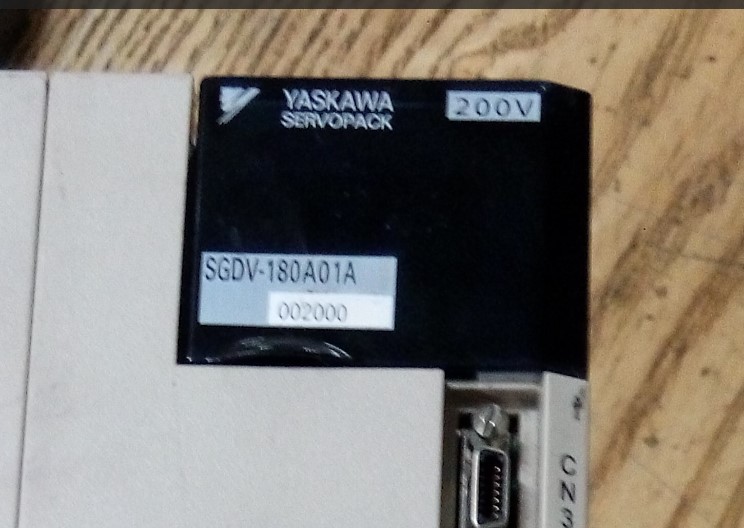 YASKAWA
SERVOPACK
200V
SGDV-180A01A
002000
CN3